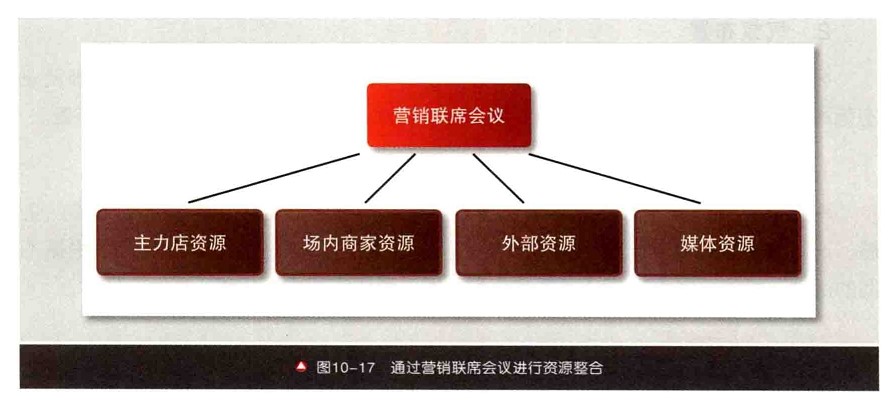 营销联席会议
主力店资源
场内商家资源
外部资源
媒体资源
图10-17 通过营销联席会议进行资源整合